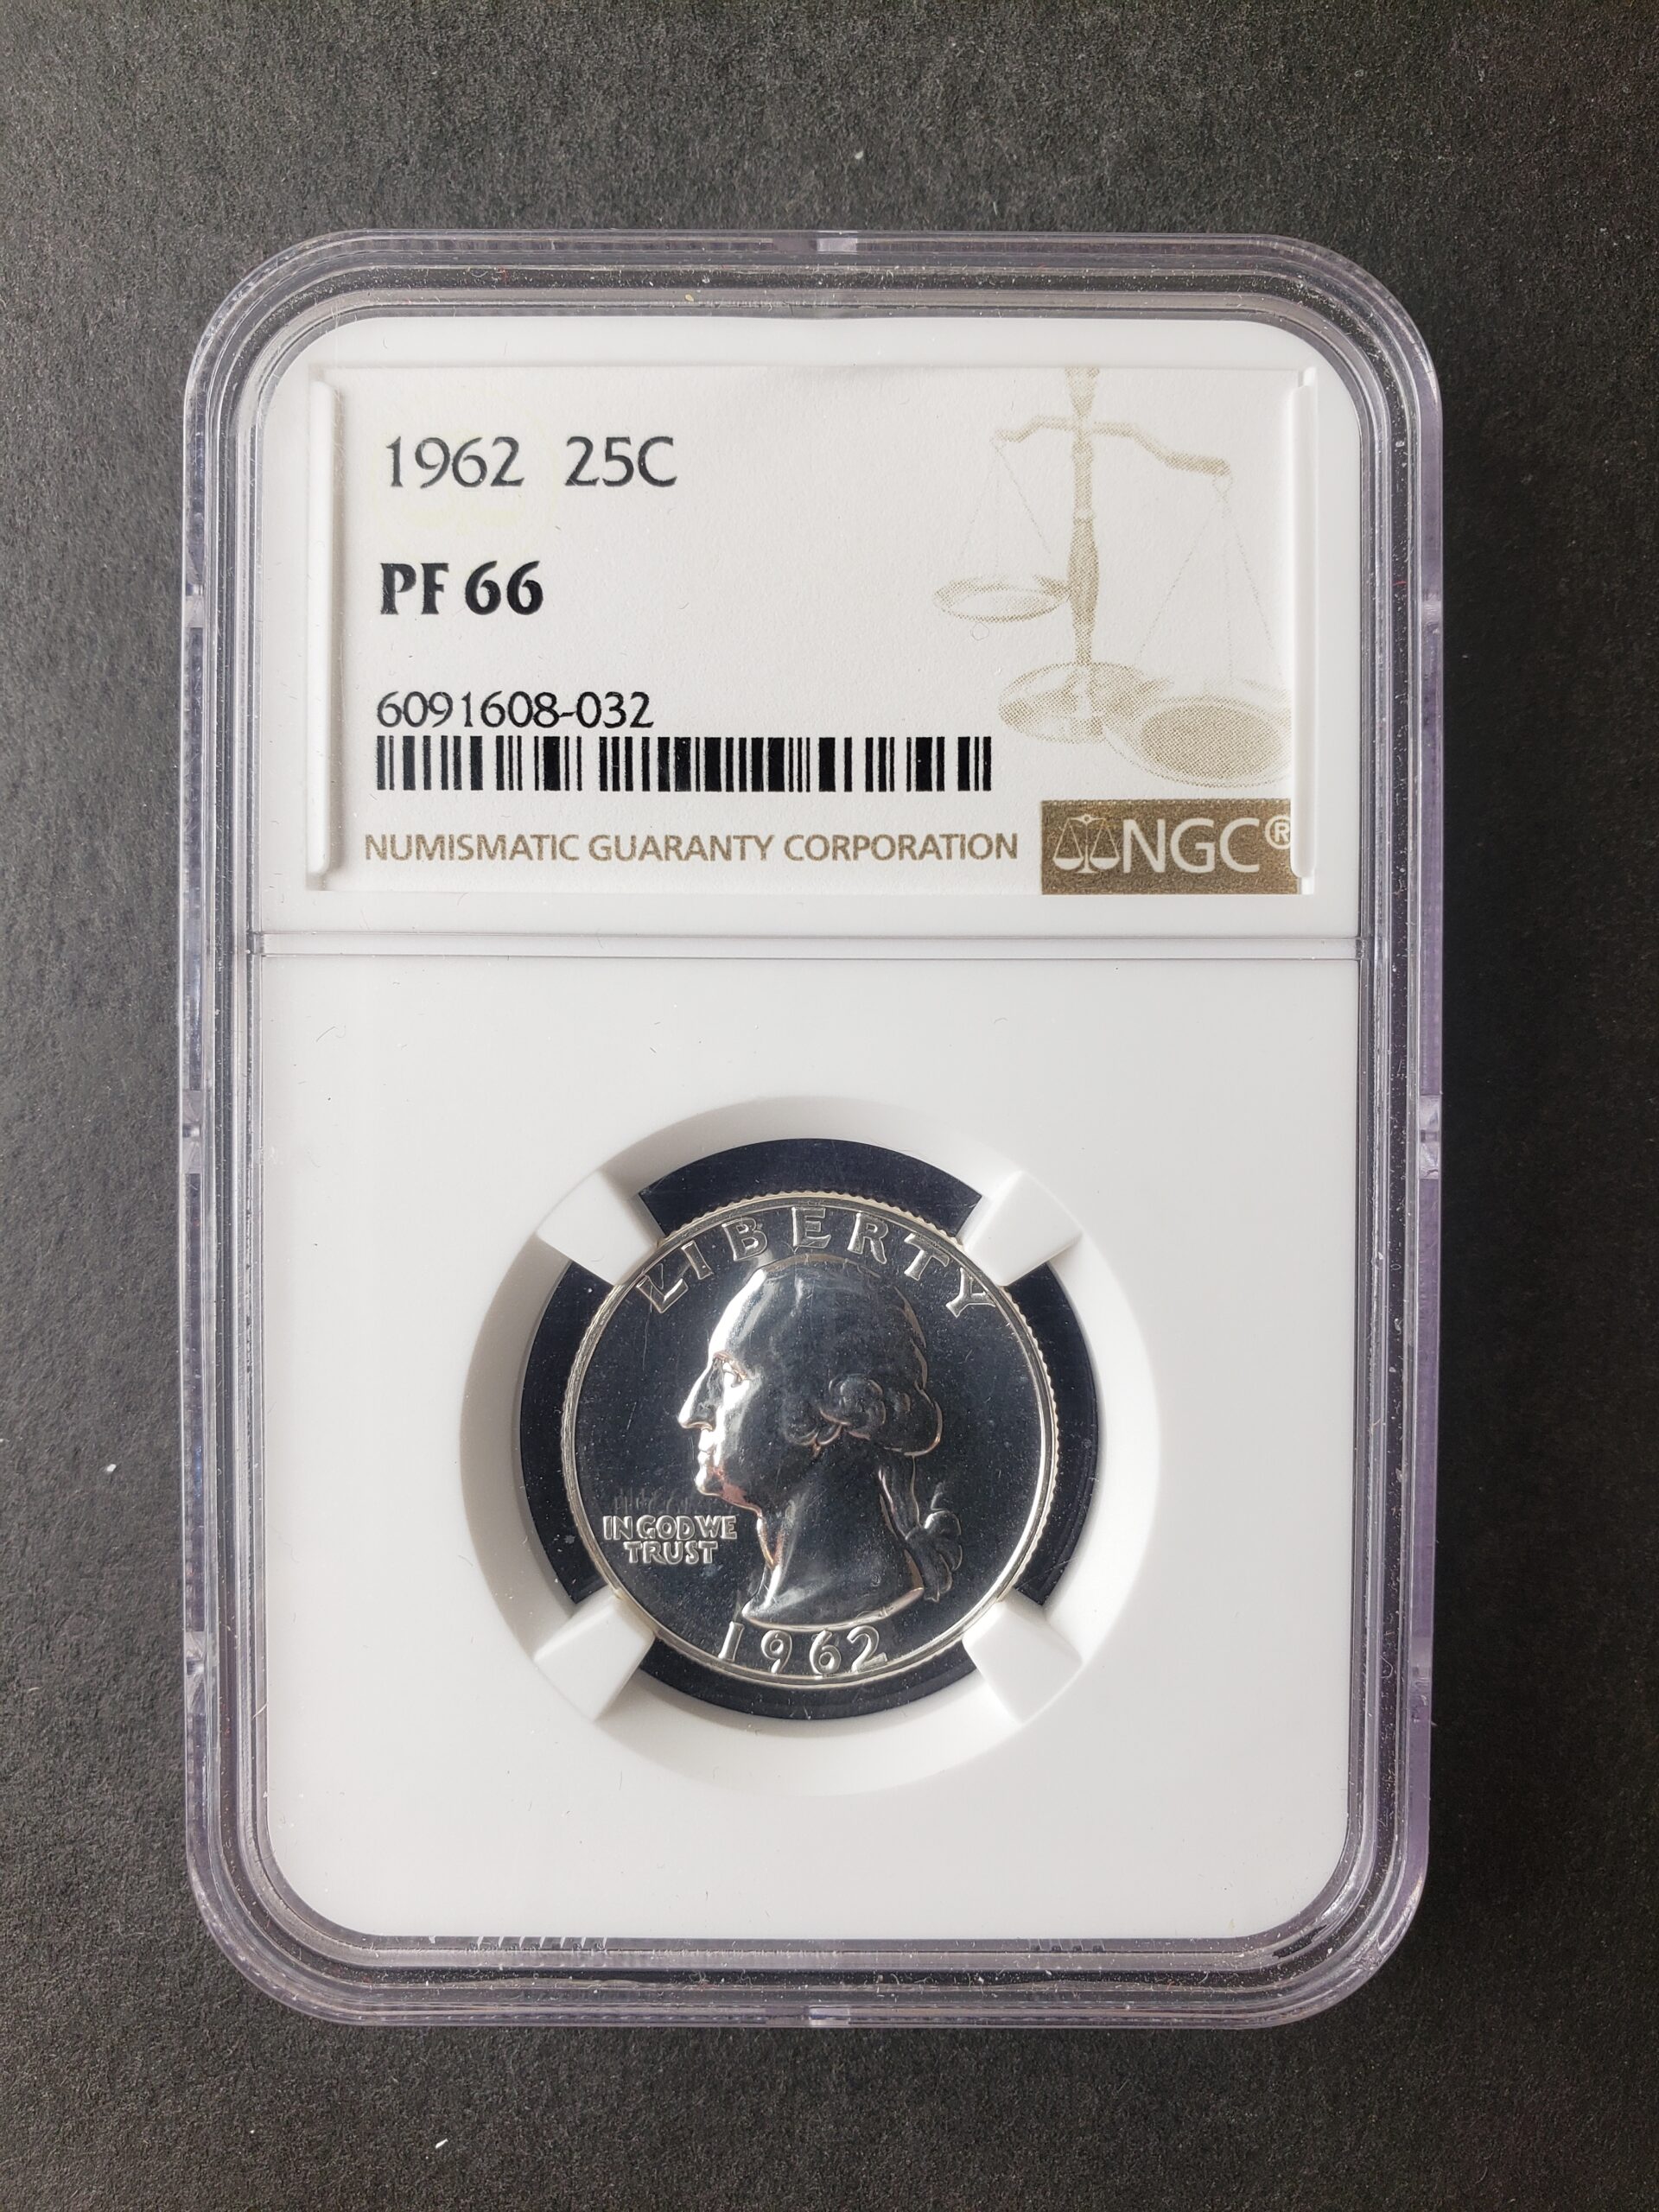 1962 25C
PF 66
6091608-032
NUMISMATIC GUARANTY CORPORATION
NGC®
LIBERTY
IN GOD WE
TRUST
1962